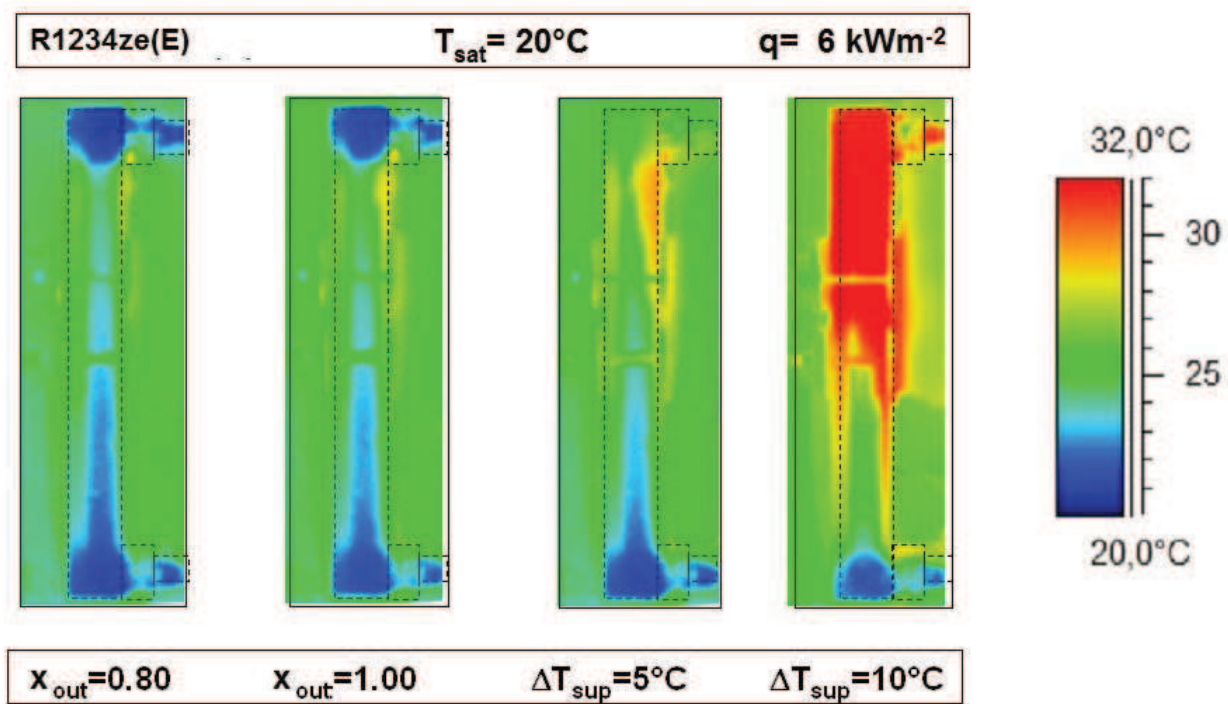 R1234ze(E) T_sat= 20°C q= 6 kWm⁻²
32,0°C
30
25
20,0°C
x_out=0.80 x_out=1.00 ΔT_sup=5°C ΔT_sup=10°C